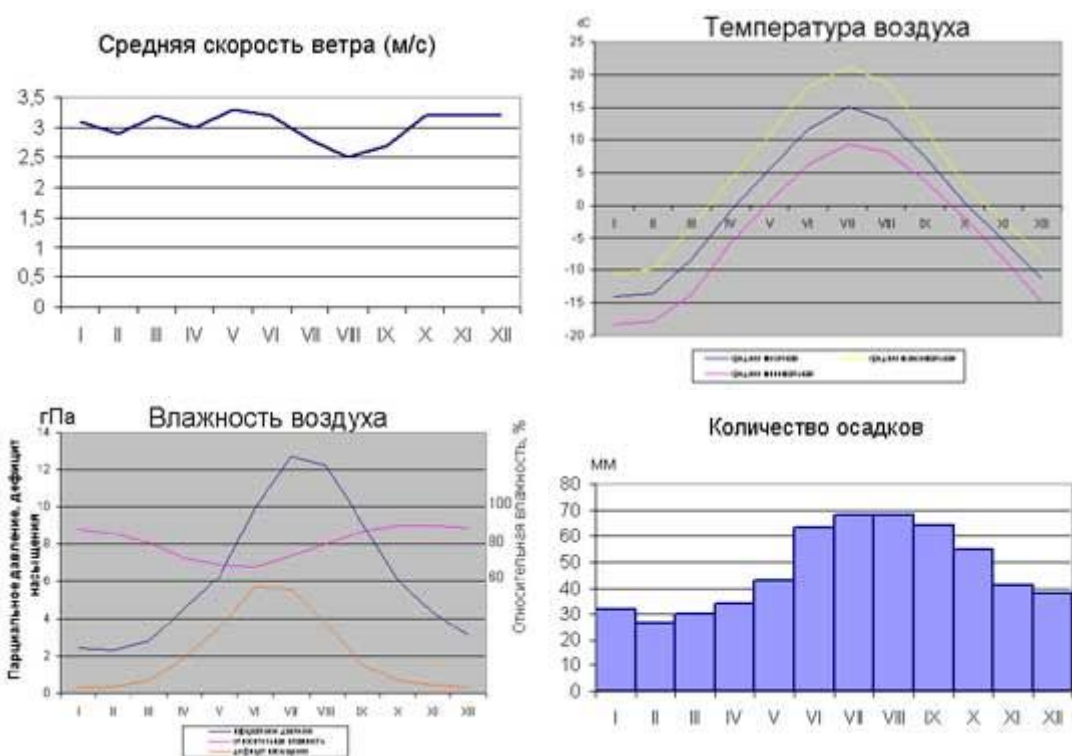 Средняя скорость ветра (м/с)
3,5
3
2,5
2
1,5
1
0,5
0
I II III IV V VI VII VIII IX X XI XII
Температура воздуха
25
20
15
10
5
0
-5
-10
-15
-20
I II III IV V VI VII VIII IX X XI XII
Влажность воздуха
гПа
Парциальное давление, дефицит
насыщения
14
12
10
8
6
4
2
0
Относительная влажность, %
100
80
60
I II III IV V VI VII VIII IX X XI XII
Количество осадков
мм
80
70
60
50
40
30
20
10
0
I II III IV V VI VII VIII IX X XI XII